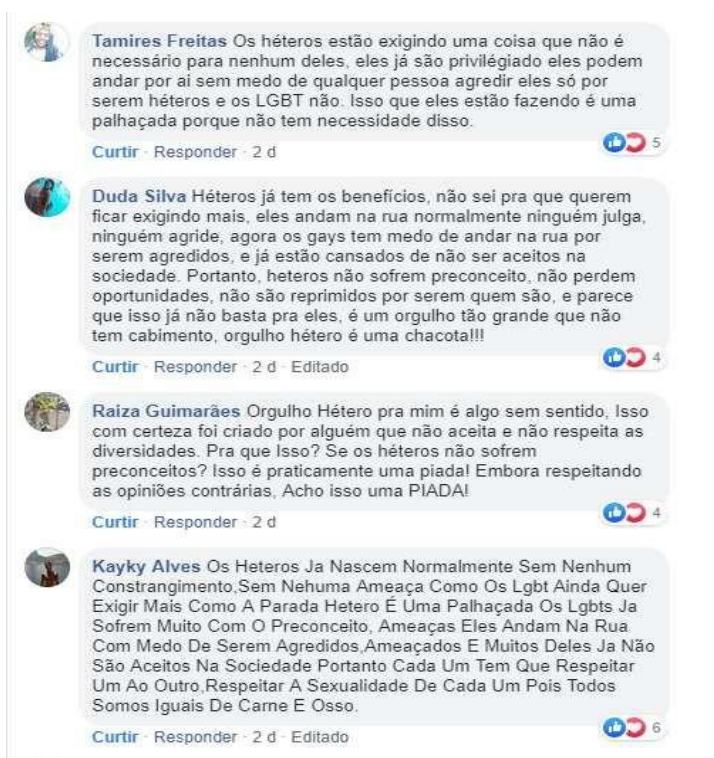 Tamires Freitas Os héteros estão exigindo uma coisa que não é
necessário para nenhum deles, eles já são privilégiado eles podem
andar por ai sem medo de qualquer pessoa agredir eles só por
serem héteros e os LGBT não. Isso que eles estão fazendo é uma
palhaçada porque não tem necessidade disso.
5
Curtir · Responder · 2 d
Duda Silva Héteros já tem os benefícios, não sei pra que querem
ficar exigindo mais, eles andam na rua normalmente ninguém julga,
ninguém agride, agora os gays tem medo de andar na rua por
serem agredidos, e já estão cansados de não ser aceitos na
sociedade. Portanto, heteros não sofrem preconceito, não perdem
oportunidades, não são reprimidos por serem quem são, e parece
que isso já não basta pra eles, é um orgulho tão grande que não
tem cabimento, orgulho hétero é uma chacota!!!
4
Curtir · Responder · 2 d · Editado
Raiza Guimarães Orgulho Hétero pra mim é algo sem sentido, Isso
com certeza foi criado por alguém que não aceita e não respeita as
diversidades. Pra que Isso? Se os héteros não sofrem
preconceitos? Isso é praticamente uma piada! Embora respeitando
as opiniões contrárias, Acho isso uma PIADA!
4
Curtir · Responder · 2 d
Kayky Alves Os Heteros Ja Nascem Normalmente Sem Nenhum
Constrangimento,Sem Nehuma Ameaça Como Os Lgbt Ainda Quer
Exigir Mais Como A Parada Hetero É Uma Palhaçada Os Lgbts Ja
Sofrem Muito Com O Preconceito, Ameaças Eles Andam Na Rua
Com Medo De Serem Agredidos,Ameaçados E Muitos Deles Ja Não
São Aceitos Na Sociedade Portanto Cada Um Tem Que Respeitar
Um Ao Outro,Respeitar A Sexualidade De Cada Um Pois Todos
Somos Iguais De Carne E Osso.
6
Curtir · Responder · 2 d · Editado